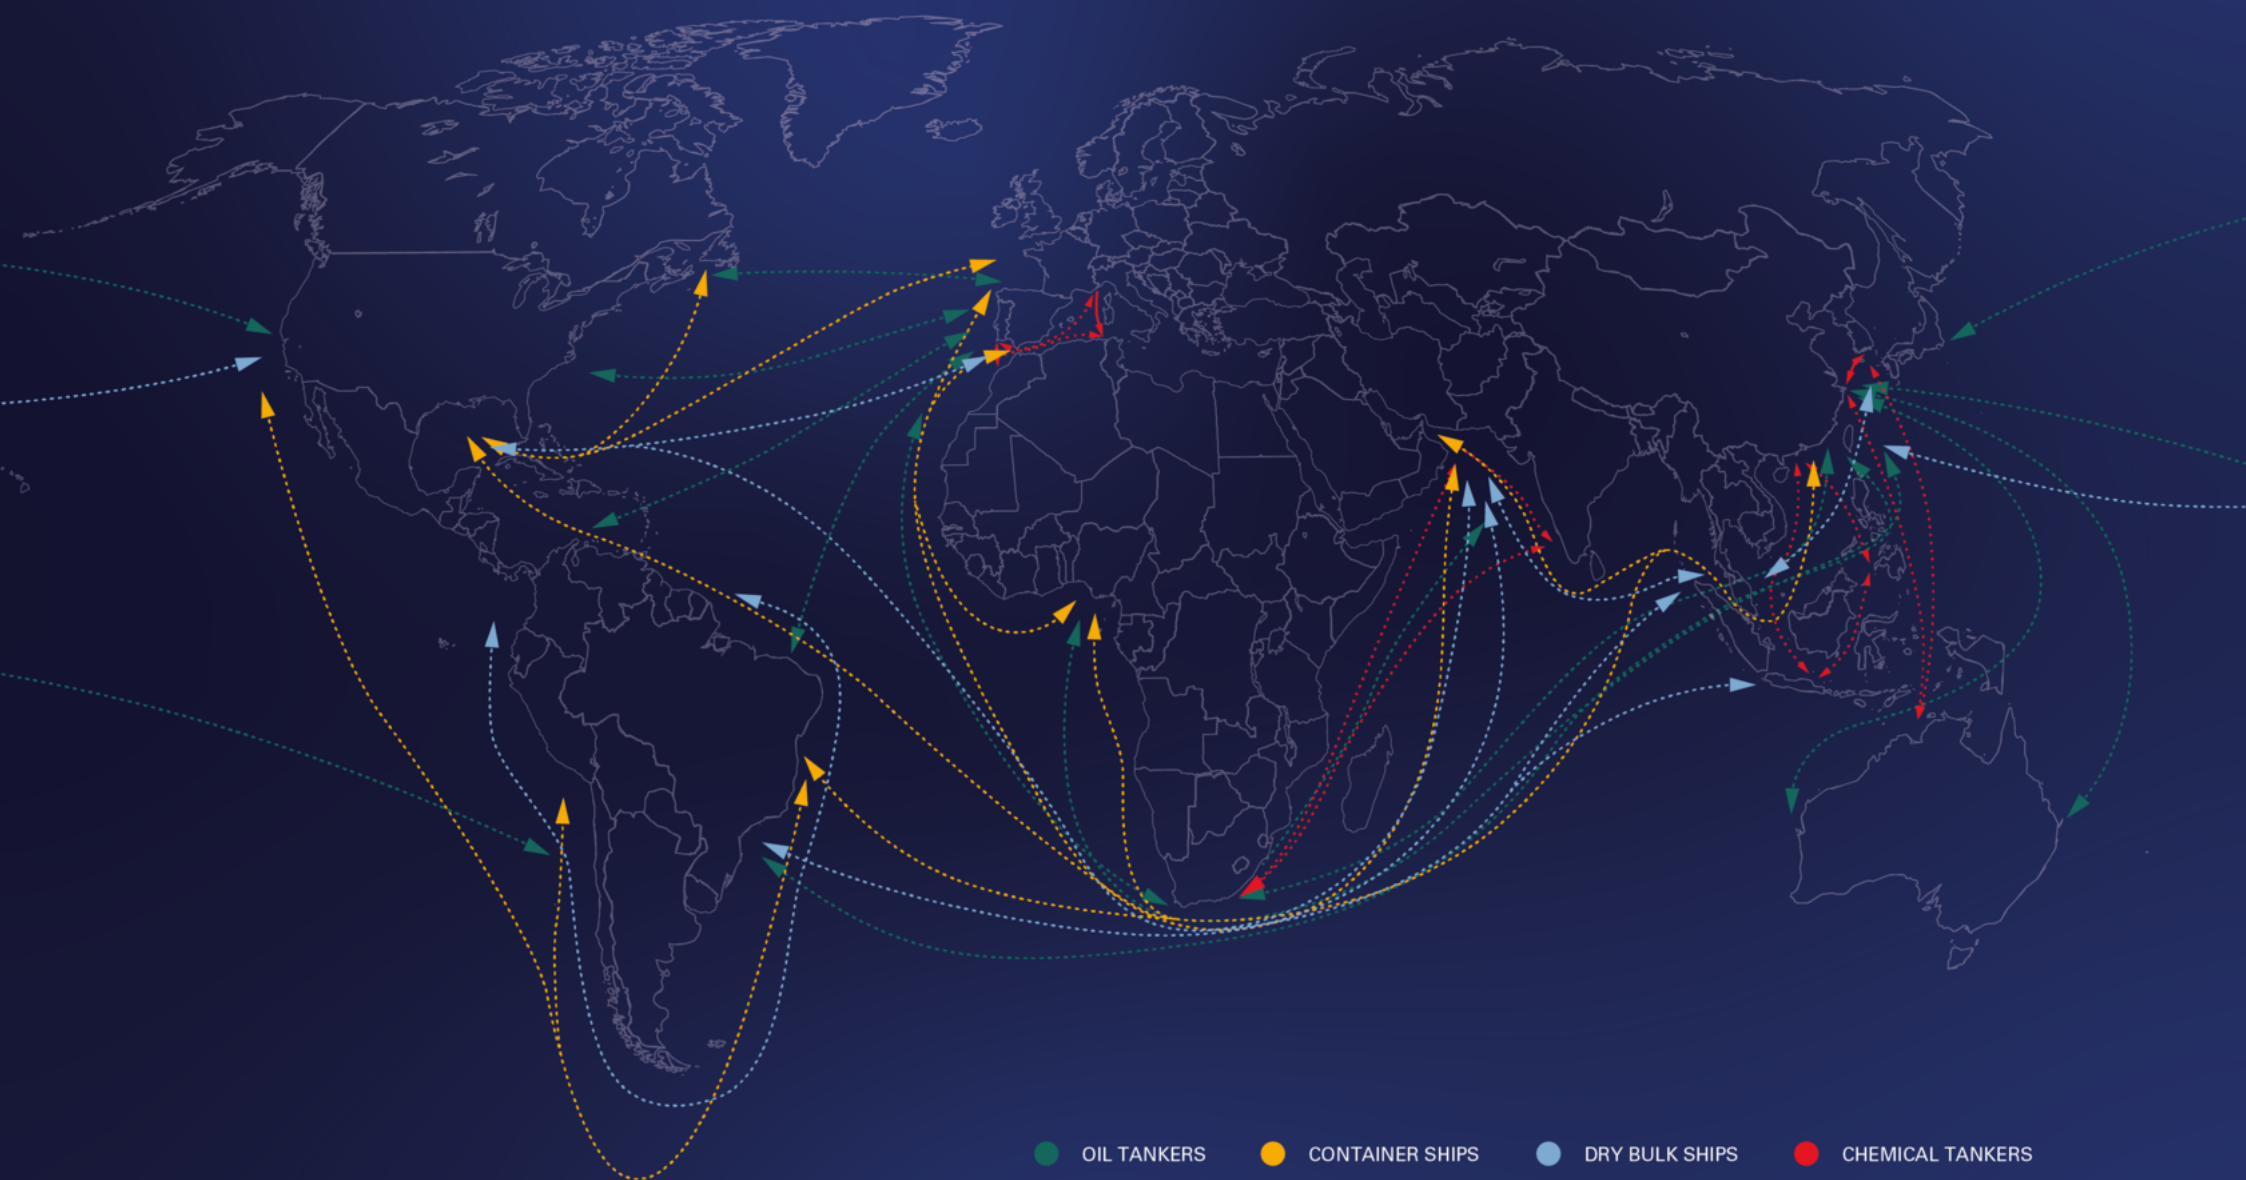 OIL TANKERS
CONTAINER SHIPS
DRY BULK SHIPS
CHEMICAL TANKERS